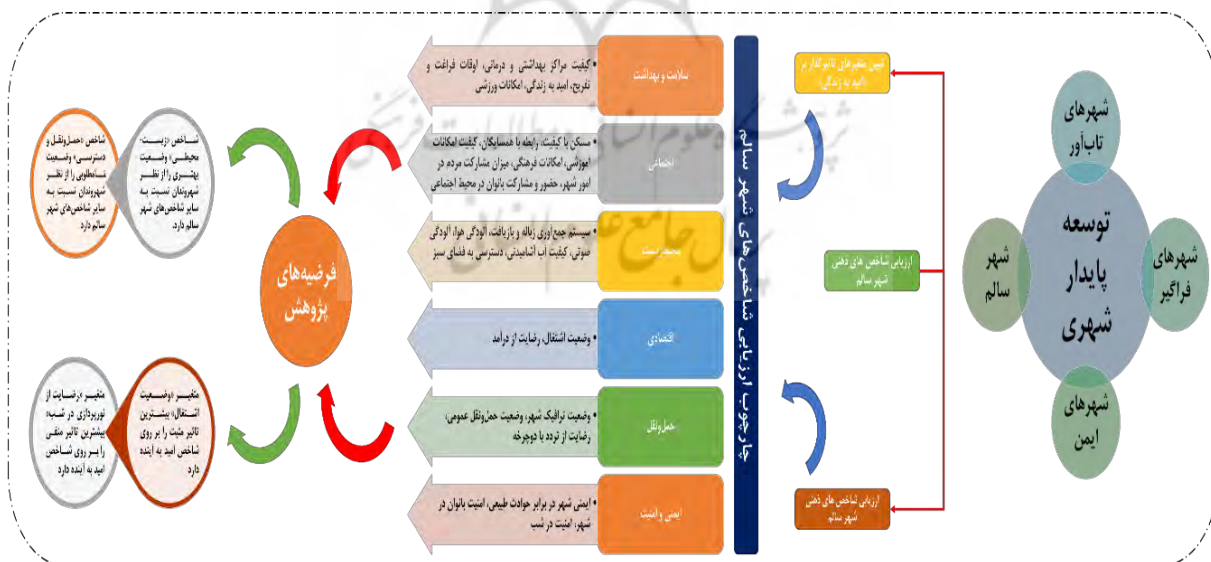 شهرهای
تاب‌آور
شهرهای
فراگیر
توسعه
پایدار
شهری
شهر
سالم
شهرهای
ایمن
تبیین متغیرهای تاثیرگذار بر
«امید به زندگی»
ارزیابی شاخص های ذهنی
شهر سالم
ارزیابی شاخص های ذهنی
شهر سالم
چارچوب ارزیابی شاخص های شهر سالم
سلامت و بهداشت
• کیفیت مراکز بهداشتی و درمانی، اوقات فراغت و
تفریح، امید به زندگی، امکانات ورزشی
اجتماعی
• مسکن با کیفیت، رابطه با همسایگان، کیفیت امکانات
آموزشی، امکانات فرهنگی، میزان مشارکت مردم در
امور شهر، حضور و مشارکت بانوان در محیط اجتماعی
محیط زیست
• سیستم جمع‌آوری زباله و بازیافت، آلودگی هوا، آلودگی
صوتی، کیفیت آب آشامیدنی، دسترسی به فضای سبز
اقتصادی
• وضعیت اشتغال، رضایت از درآمد
حمل‌ونقل
• وضعیت ترافیک شهر، وضعیت حمل‌ونقل عمومی،
رضایت از تردد با دوچرخه
ایمنی و امنیت
• ایمنی شهر در برابر حوادث طبیعی، امنیت بانوان در
شهر، امنیت در شب
فرضیه‌های
پژوهش
شاخص «زیست-
محیطی» وضعیت
بهتری را از نظر
شهروندان نسبت به
سایر شاخص‌های شهر
سالم دارد.
شاخص «حمل‌ونقل و
دسترسی» وضعیت
نامطلوبی را از نظر
شهروندان نسبت به
سایر شاخص‌های شهر
سالم دارد.
متغیر «وضعیت
اشتغال» بیشترین
تاثیر مثبت را بر روی
شاخص امید به آینده
دارد
متغیر «رضایت از
نورپردازی در شب»
بیشترین تاثیر منفی
را بر روی شاخص
امید به آینده دارد
پژوهشگاه علوم انسانی و مطالعات فرهنگی
پرتال جامع علوم انسانی